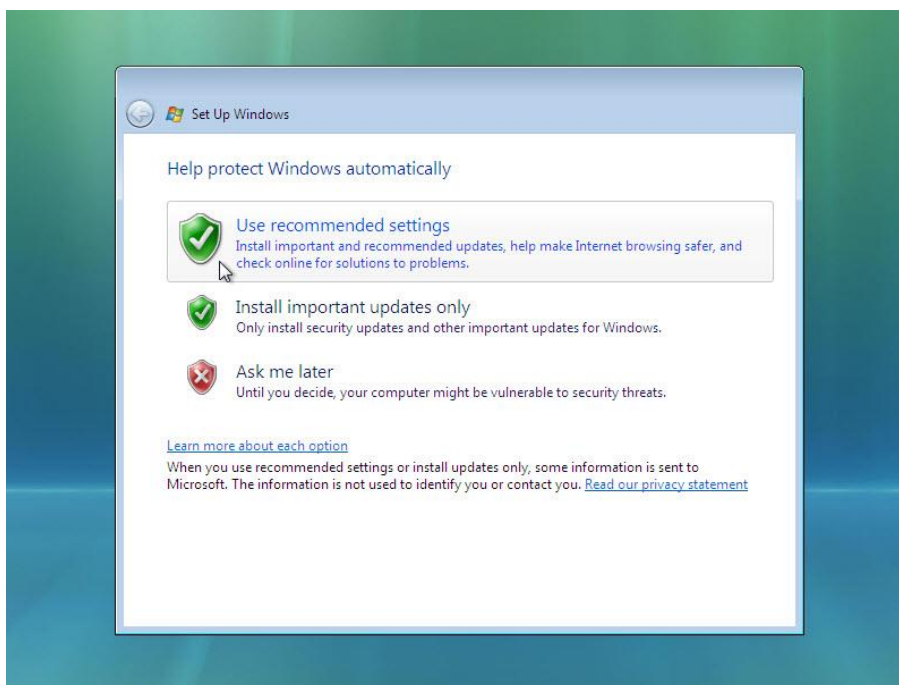 Set Up Windows
Help protect Windows automatically
Use recommended settings
Install important and recommended updates, help make Internet browsing safer, and
check online for solutions to problems.
Install important updates only
Only install security updates and other important updates for Windows.
Ask me later
Until you decide, your computer might be vulnerable to security threats.
Learn more about each option
When you use recommended settings or install updates only, some information is sent to
Microsoft. The information is not used to identify you or contact you. Read our privacy statement